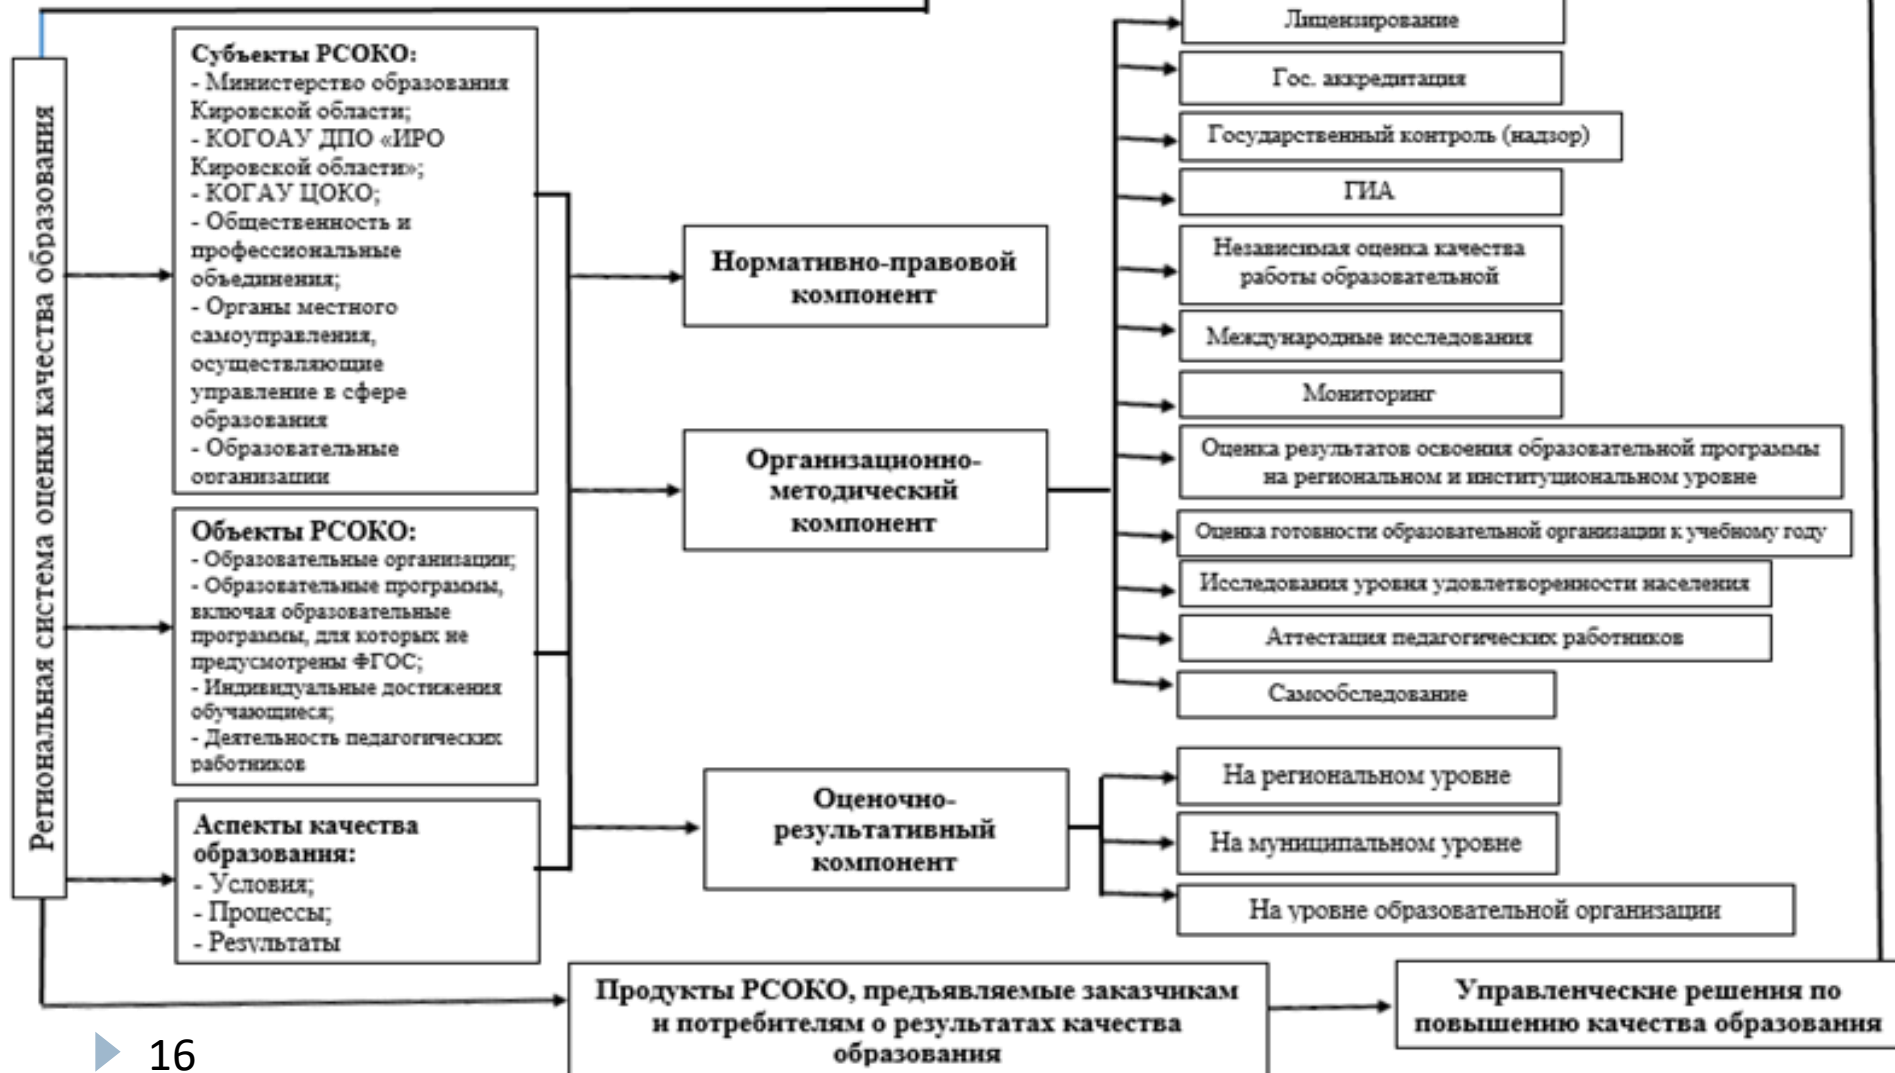 Региональная система оценки качества образования
Субъекты РСОКО:
- Министерство образования
Кировской области;
- КОГОАУ ДПО «ИРО
Кировской области»;
- КОГАУ ЦОКО;
- Общественность и
профессиональные
объединения;
- Органы местного
самоуправления,
осуществляющие
управление в сфере
образования
- Образовательные
организации
Объекты РСОКО:
- Образовательные организации;
- Образовательные программы,
включая образовательные
программы, для которых не
предусмотрены ФГОС;
- Индивидуальные достижения
обучающиеся;
- Деятельность педагогических
работников
Аспекты качества
образования:
- Условия;
- Процессы;
- Результаты
Нормативно-правовой
компонент
Организационно-
методический
компонент
Оценочно-
результативный
компонент
Лицензирование
Гос. аккредитация
Государственный контроль (надзор)
ГИА
Независимая оценка качества
работы образовательной
Международные исследования
Мониторинг
Оценка результатов освоения образовательной программы
на региональном и институциональном уровне
Оценка готовности образовательной организации к учебному году
Исследования уровня удовлетворенности населения
Аттестация педагогических работников
Самообследование
На региональном уровне
На муниципальном уровне
На уровне образовательной организации
Продукты РСОКО, предъявляемые заказчикам
и потребителям о результатах качества
образования
Управленческие решения по
повышению качества образования
16